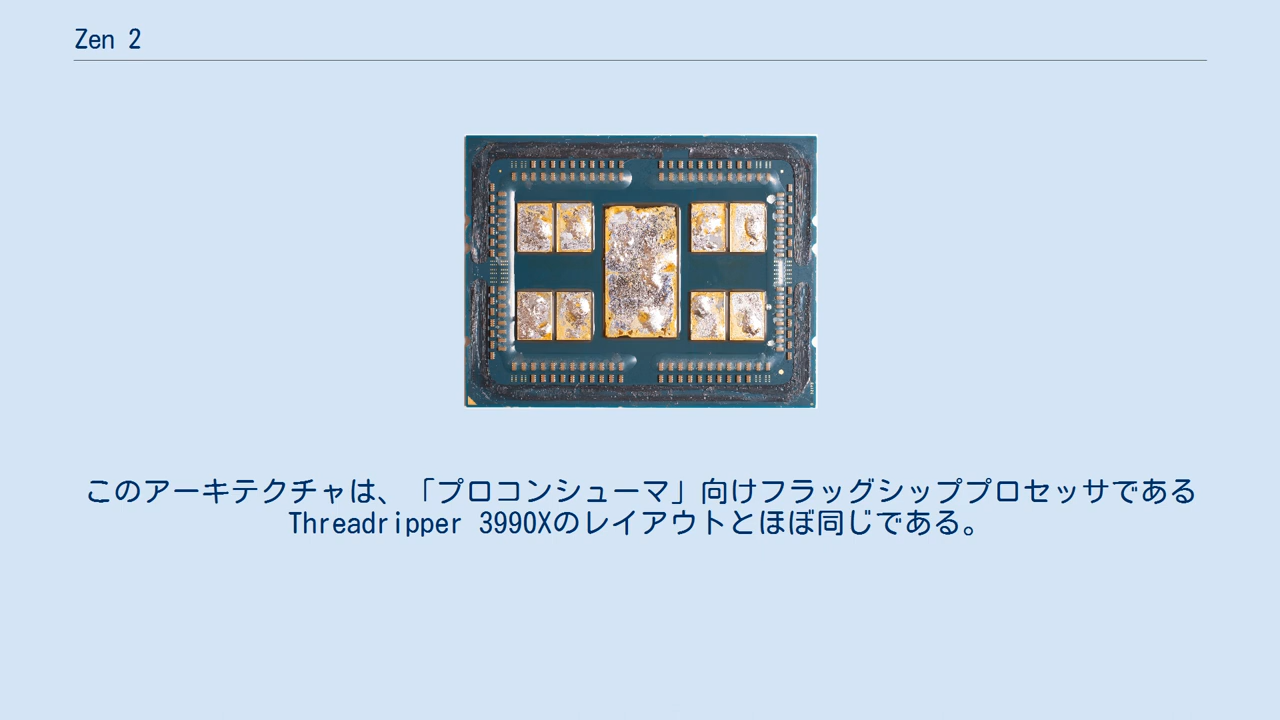 Zen 2
このアーキテクチャは、「プロコンシューマ」向けフラッグシッププロセッサである
Threadripper 3990Xのレイアウトとほぼ同じである。